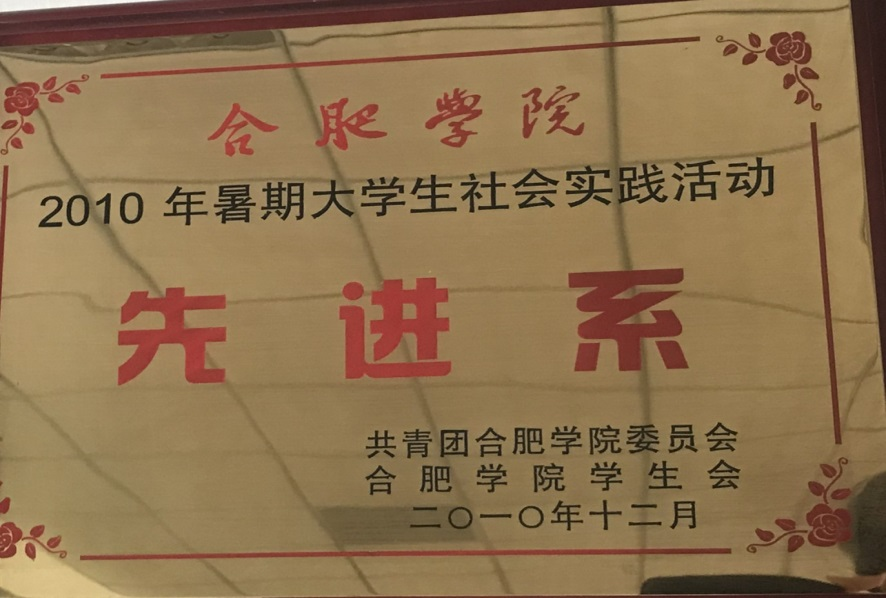 合肥學院
2010 年暑期大学生社会实践活动
先进系
共青团合肥学院委员会
合肥学院学生会
二〇一〇年十二月